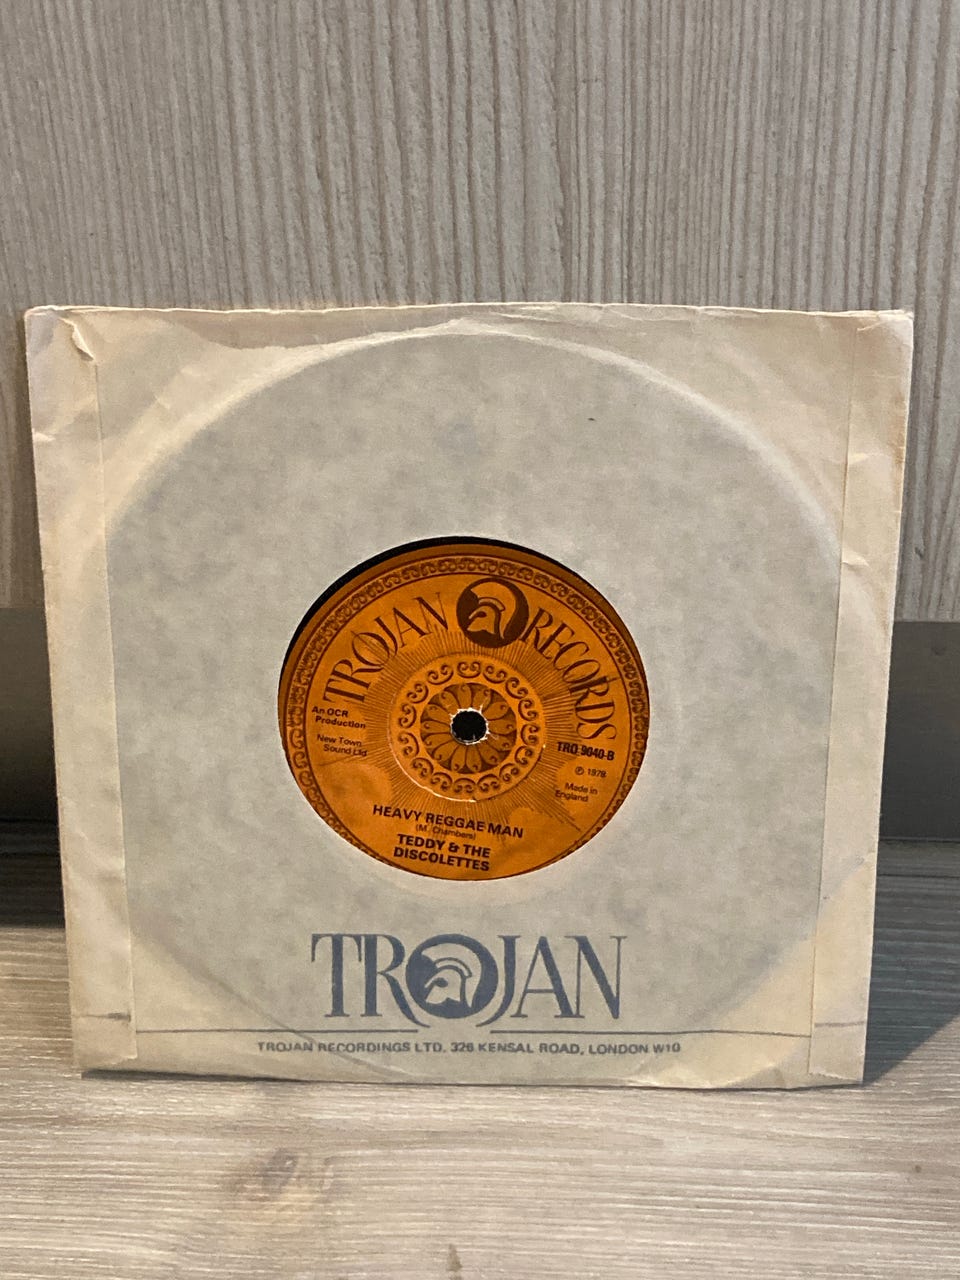 TROJAN RECORDS
An OCR
Production
New Town
Sound Ltd
TRO 9040-B
℗ 1978
Made in
England
HEAVY REGGAE MAN
(M. Chambers)
TEDDY & THE
DISCOLETTES
TROJAN
TROJAN RECORDINGS LTD. 326 KENSAL ROAD, LONDON W10